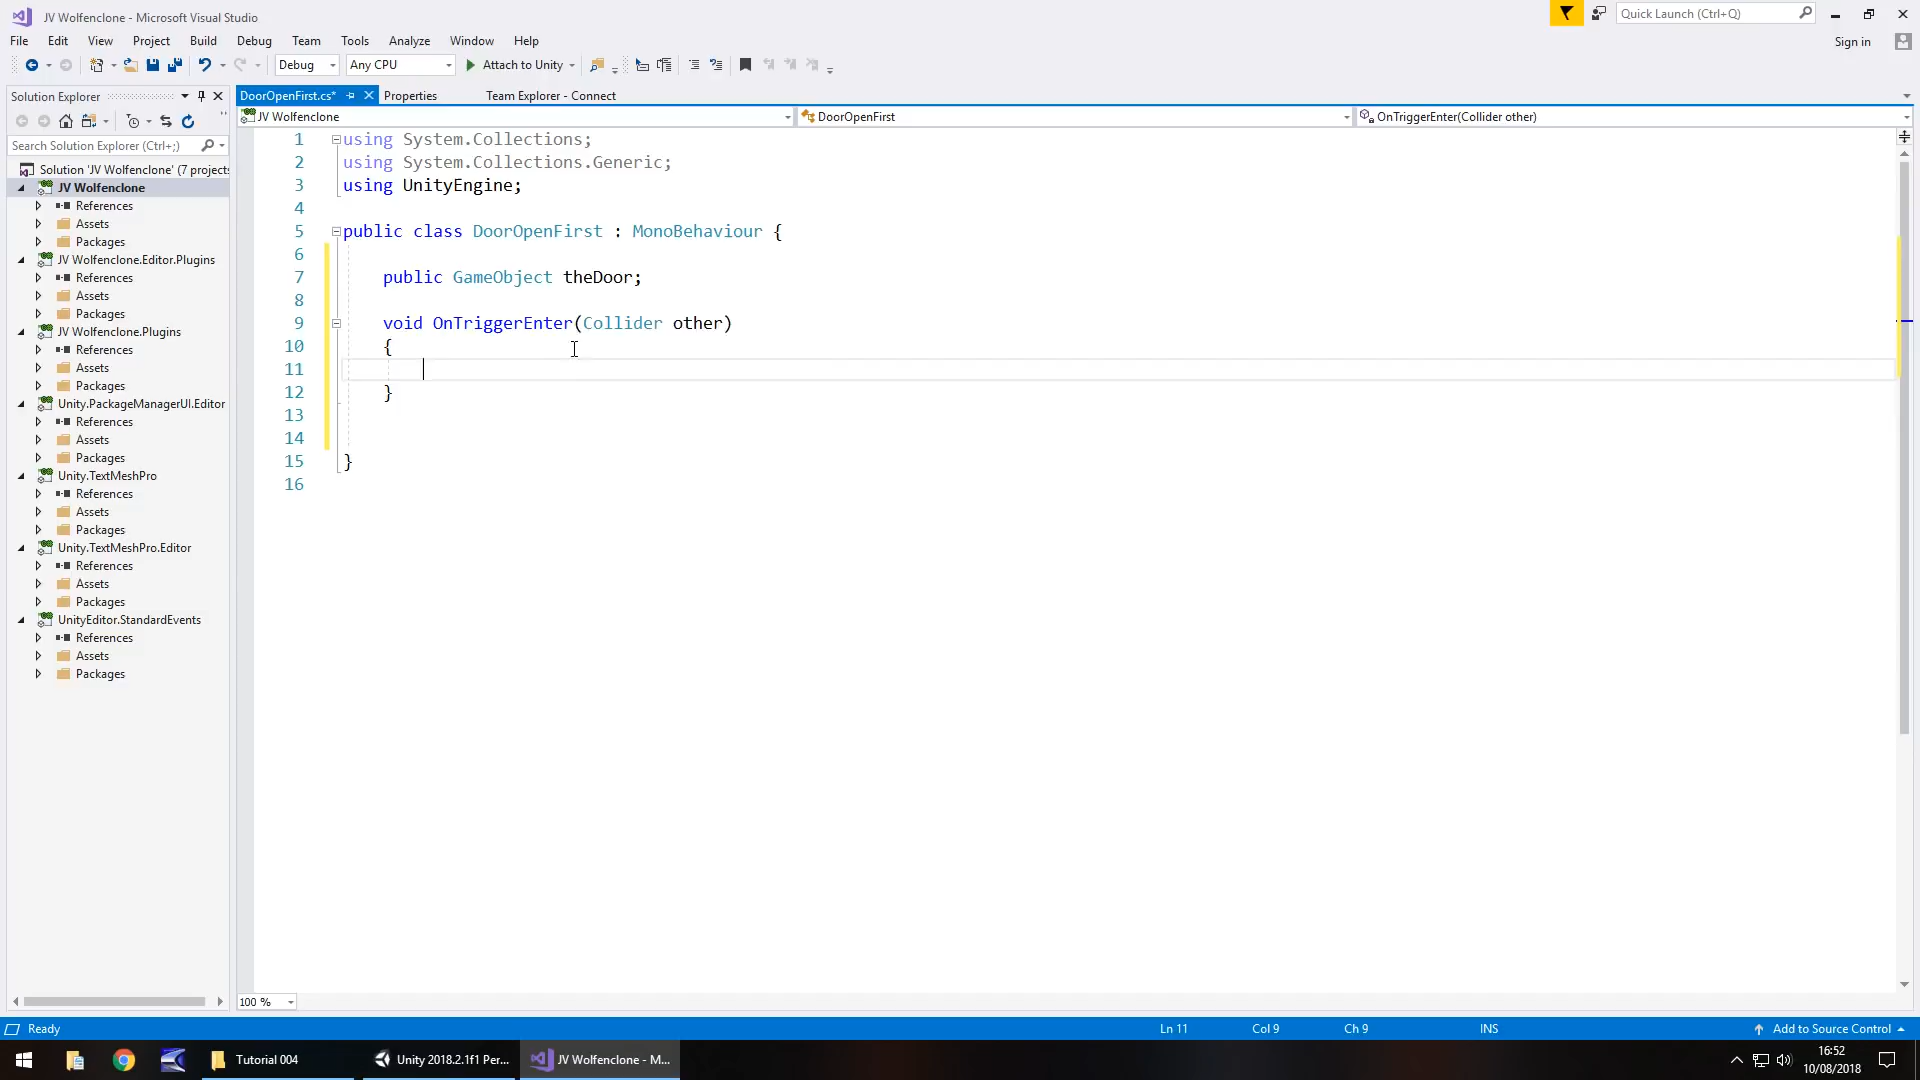 JV Wolfenclone - Microsoft Visual Studio
Quick Launch (Ctrl+Q)
File Edit View Project Build Debug Team Tools Analyze Window Help
Sign in
Debug Any CPU Attach to Unity
Solution Explorer
DoorOpenFirst.cs* Properties Team Explorer - Connect
JV Wolfenclone DoorOpenFirst OnTriggerEnter(Collider other)
Search Solution Explorer (Ctrl+;)
Solution 'JV Wolfenclone' (7 projects
JV Wolfenclone
References
Assets
Packages
JV Wolfenclone.Editor.Plugins
References
Assets
Packages
JV Wolfenclone.Plugins
References
Assets
Packages
Unity.PackageManagerUI.Editor
References
Assets
Packages
Unity.TextMeshPro
References
Assets
Packages
Unity.TextMeshPro.Editor
References
Assets
Packages
UnityEditor.StandardEvents
References
Assets
Packages
1 using System.Collections;
2 using System.Collections.Generic;
3 using UnityEngine;
4
5 public class DoorOpenFirst : MonoBehaviour {
6
7 public GameObject theDoor;
8
9 void OnTriggerEnter(Collider other)
10 {
11
12 }
13
14
15 }
16
100 %
Ready Ln 11 Col 9 Ch 9 INS Add to Source Control
Tutorial 004 Unity 2018.2.1f1 Per... JV Wolfenclone - M...
16:52
10/08/2018